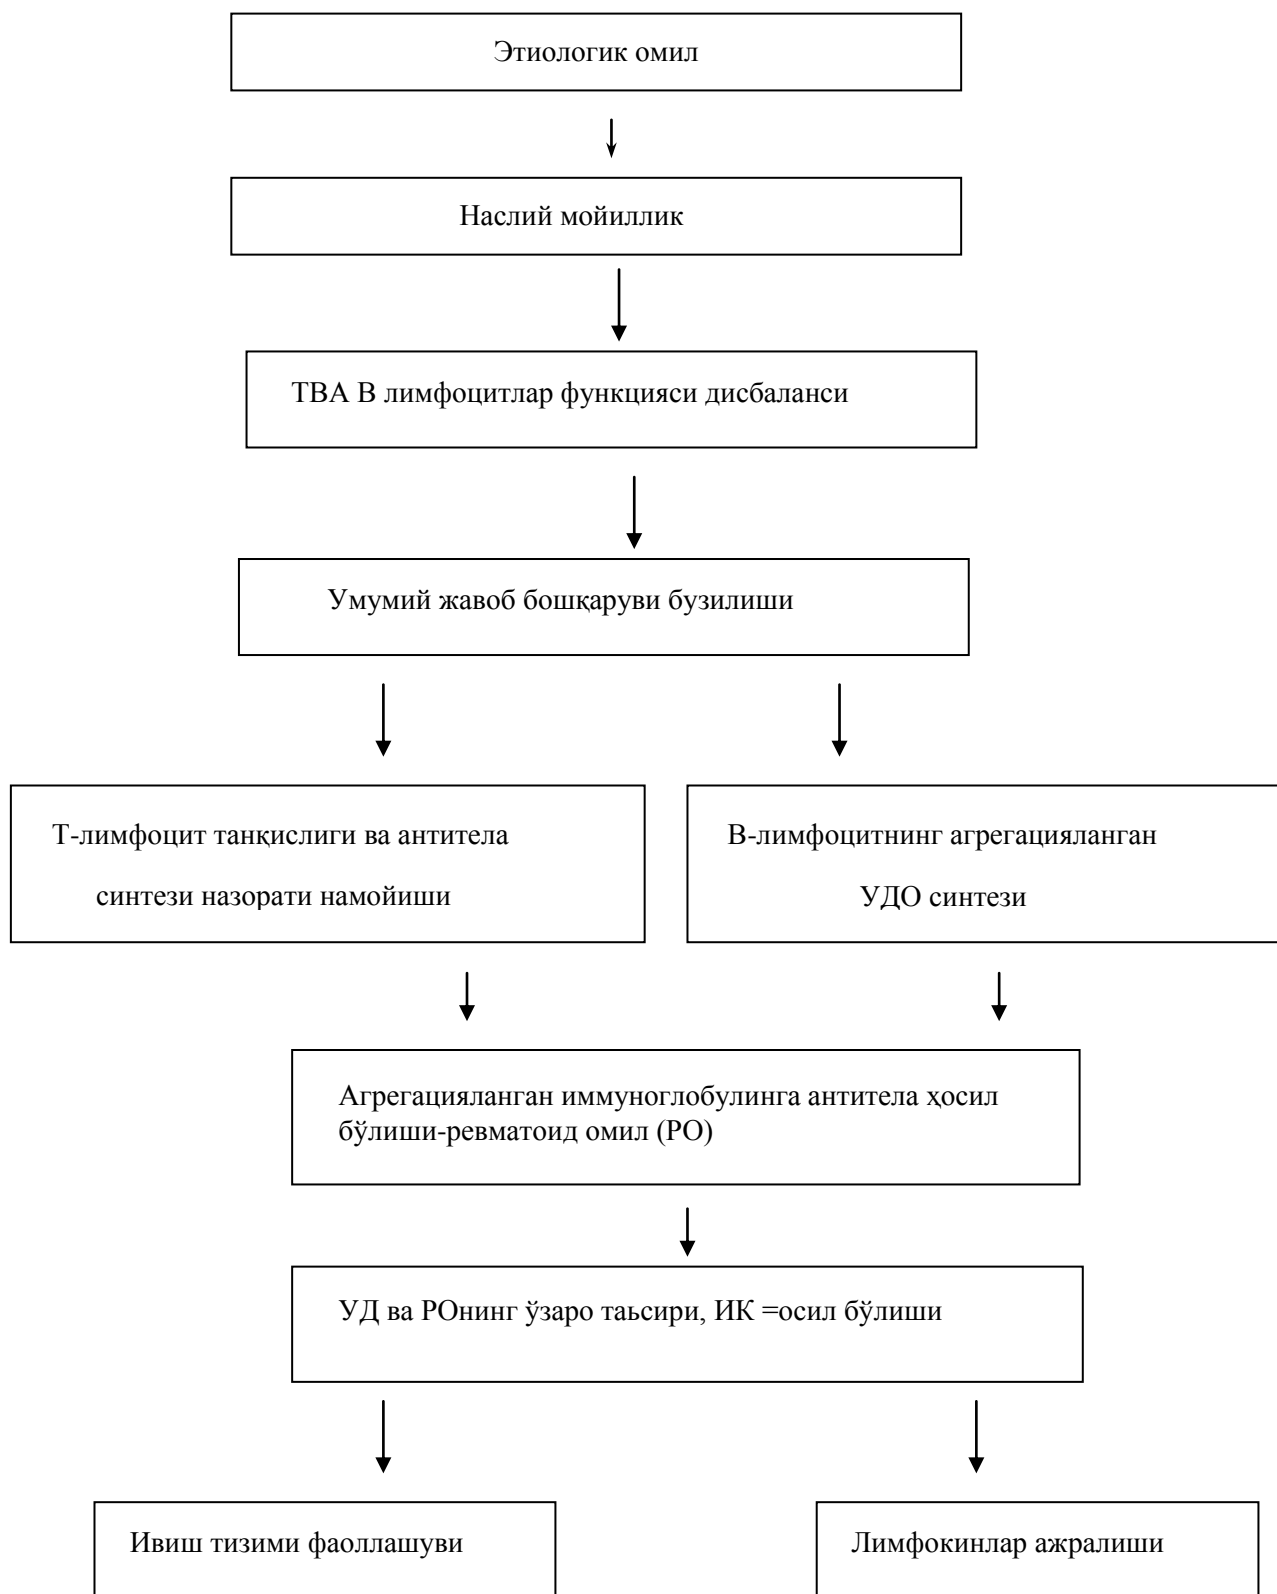 Этиологик омил
Наслий мойиллик
ТВА В лимфоцитлар функцияси дисбаланси
Умумий жавоб бошқаруви бузилиши
Т-лимфоцит танқислиги ва антитела
синтези назорати намойиши
В-лимфоцитнинг агрегацияланган
УДО синтези
Агрегацияланган иммуноглобулинга антитела ҳосил
бўлиши-ревматоид омил (РО)
УД ва РОнинг ўзаро таьсири, ИК =осил бўлиши
Ивиш тизими фаоллашуви
Лимфокинлар ажралиши